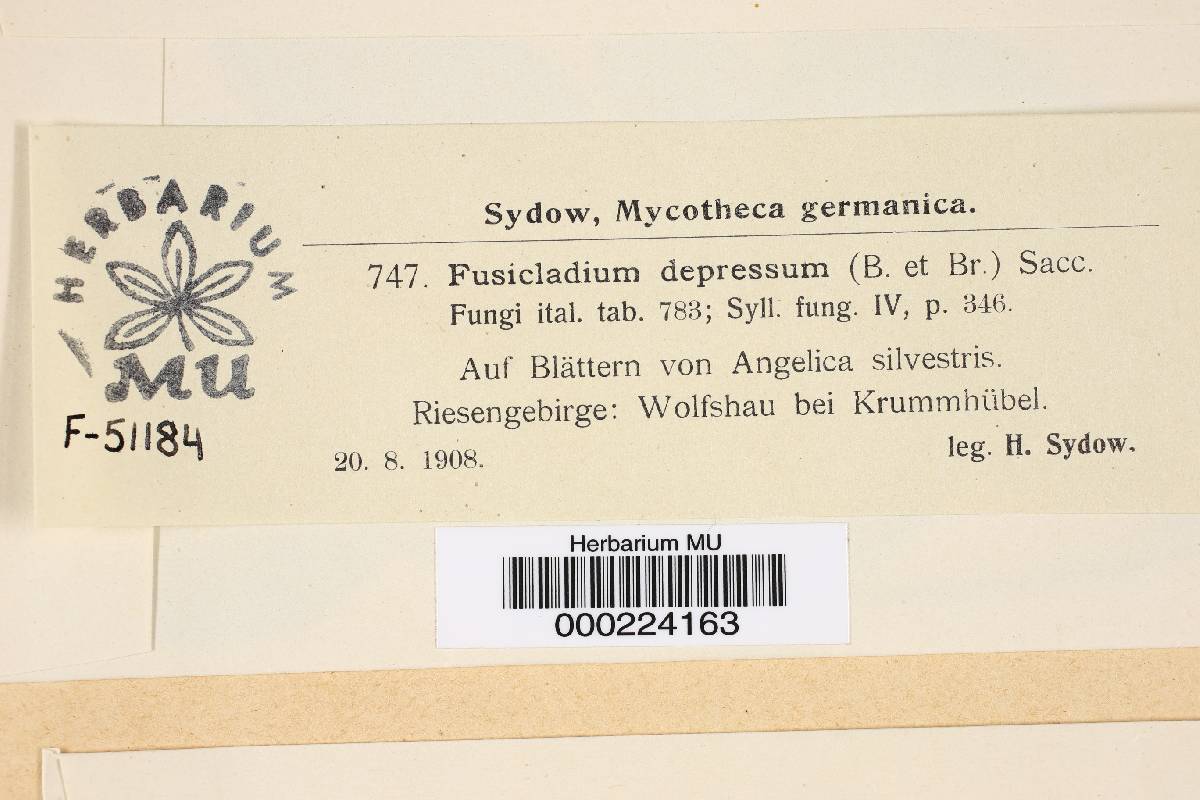 HERBARIUM
MU
F-51184
Sydow, Mycotheca germanica.
747. Fusicladium depressum (B. et Br.) Sacc.
Fungi ital. tab. 783; Syll. fung. IV, p. 346.
Auf Blättern von Angelica silvestris.
Riesengebirge: Wolfshau bei Krummhübel.
20. 8. 1908.
leg. H. Sydow.
Herbarium MU
000224163